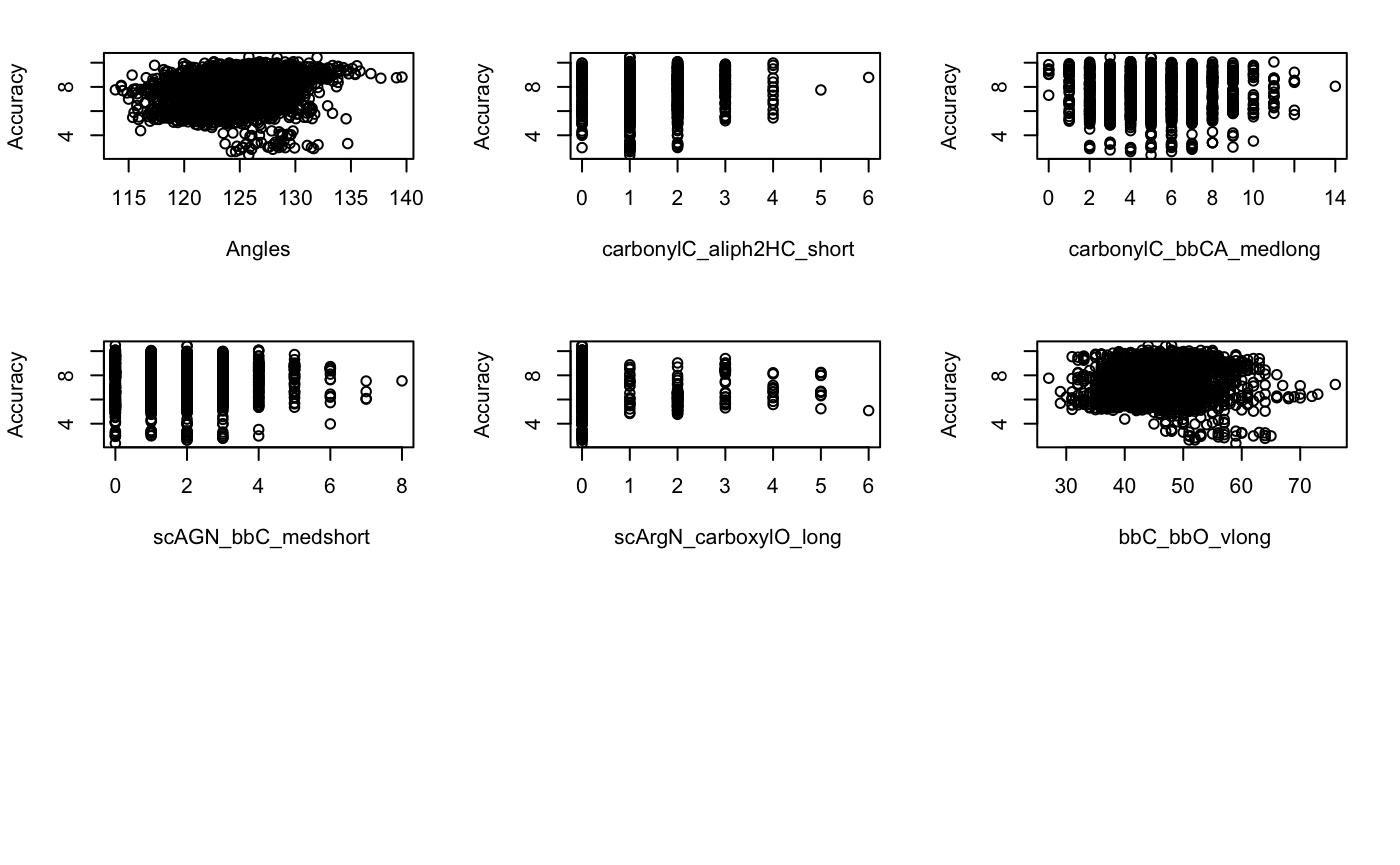 Accuracy
8
4
115 120 125 130 135 140
Angles
Accuracy
8
4
0 1 2 3 4 5 6
carbonylC_aliph2HC_short
Accuracy
8
4
0 2 4 6 8 10 14
carbonylC_bbCA_medlong
Accuracy
8
4
0 2 4 6 8
scAGN_bbC_medshort
Accuracy
8
4
0 1 2 3 4 5 6
scArgN_carboxylO_long
Accuracy
8
4
30 40 50 60 70
bbC_bbO_vlong